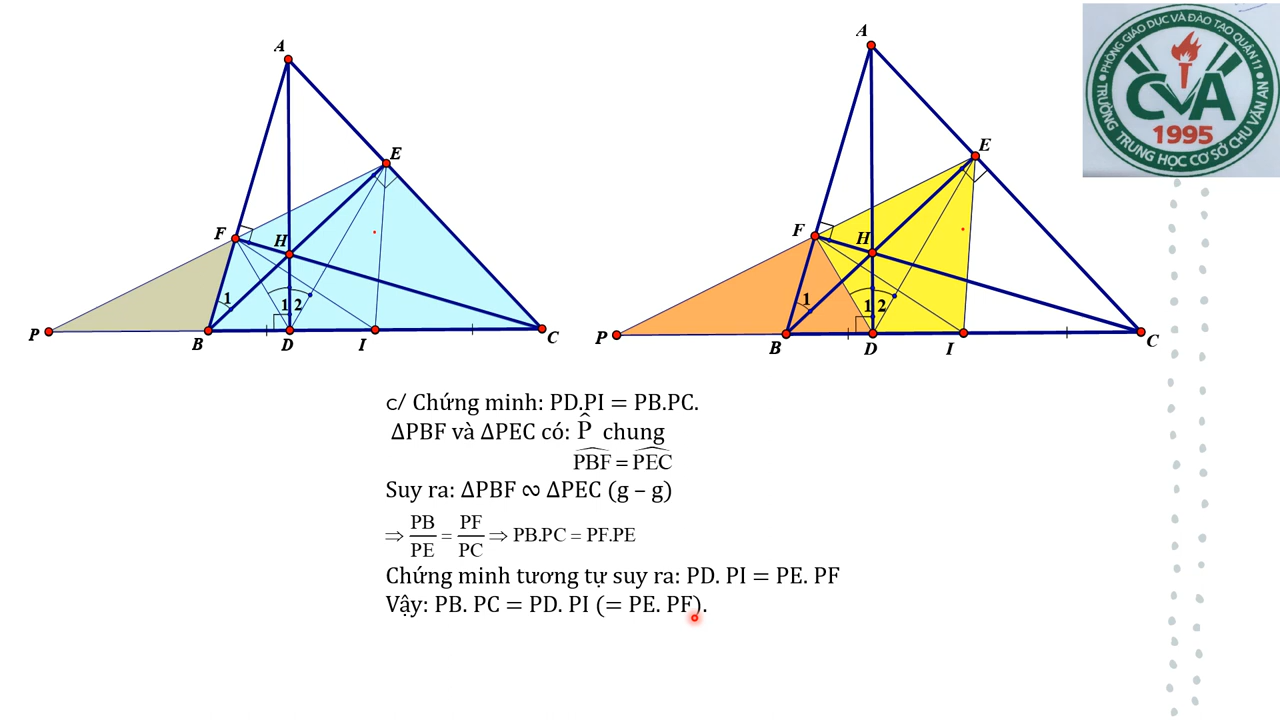 A
E
F
H
1
1 2
P
B
D
I
C
A
E
F
H
1
1 2
P
B
D
I
C
PHÒNG GIÁO DỤC VÀ ĐÀO TẠO QUẬN 11
CVA
1995
TRƯỜNG TRUNG HỌC CƠ SỞ CHU VĂN AN
c/ Chứng minh: PD.PI = PB.PC.
ΔPBF và ΔPEC có: P̂ chung
PBF = PEC
Suy ra: ΔPBF ∽ ΔPEC (g – g)
⇒ PB/PE = PF/PC ⇒ PB.PC = PF.PE
Chứng minh tương tự suy ra: PD. PI = PE. PF
Vậy: PB. PC = PD. PI (= PE. PF).